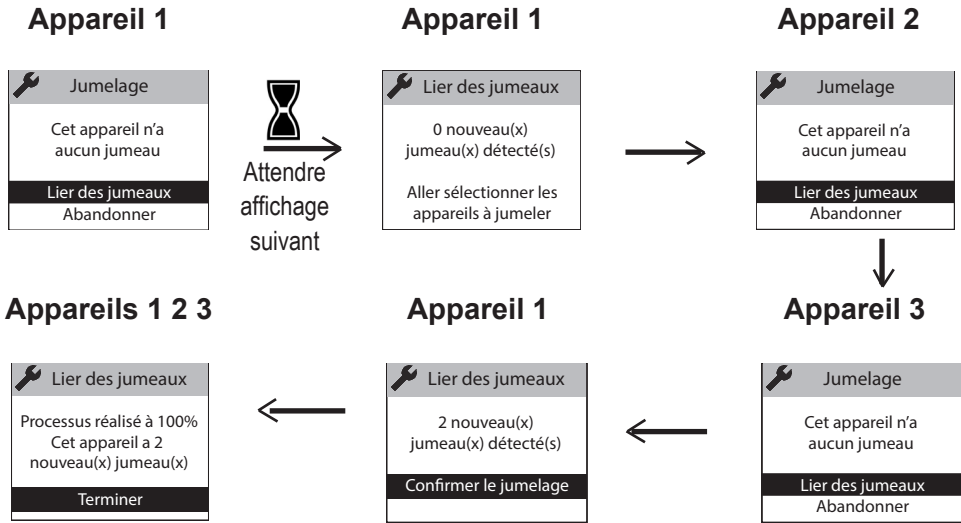 Appareil 1
Jumelage
Cet appareil n'a
aucun jumeau
Lier des jumeaux
Abandonner
Attendre
affichage
suivant
Appareil 1
Lier des jumeaux
0 nouveau(x)
jumeau(x) détecté(s)
Aller sélectionner les
appareils à jumeler
Appareil 2
Jumelage
Cet appareil n'a
aucun jumeau
Lier des jumeaux
Abandonner
Appareil 3
Jumelage
Cet appareil n'a
aucun jumeau
Lier des jumeaux
Abandonner
Appareil 1
Lier des jumeaux
2 nouveau(x)
jumeau(x) détecté(s)
Confirmer le jumelage
Appareils 1 2 3
Lier des jumeaux
Processus réalisé à 100%
Cet appareil a 2
nouveau(x) jumeau(x)
Terminer